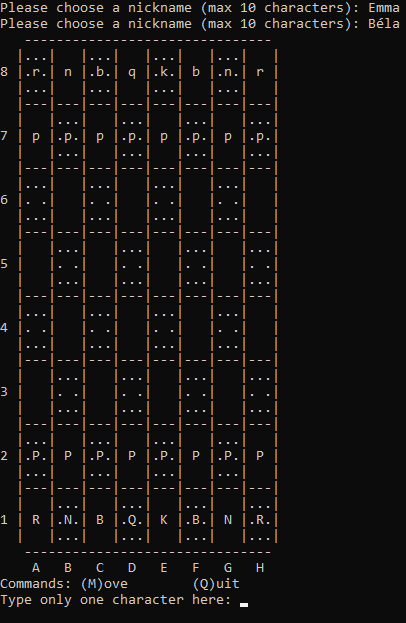 Please choose a nickname (max 10 characters): Emma
Please choose a nickname (max 10 characters): Béla
   -------------------------------
  |...|   |...|   |...|   |...|   |
8 |.r.| n |.b.| q |.k.| b |.n.| r |
  |...|   |...|   |...|   |...|   |
  |---|---|---|---|---|---|---|---|
  |   |...|   |...|   |...|   |...|
7 | p |.p.| p |.p.| p |.p.| p |.p.|
  |   |...|   |...|   |...|   |...|
  |---|---|---|---|---|---|---|---|
  |...|   |...|   |...|   |...|   |
6 |. .|   |. .|   |. .|   |. .|   |
  |...|   |...|   |...|   |...|   |
  |---|---|---|---|---|---|---|---|
  |   |...|   |...|   |...|   |...|
5 |   |. .|   |. .|   |. .|   |. .|
  |   |...|   |...|   |...|   |...|
  |---|---|---|---|---|---|---|---|
  |...|   |...|   |...|   |...|   |
4 |. .|   |. .|   |. .|   |. .|   |
  |...|   |...|   |...|   |...|   |
  |---|---|---|---|---|---|---|---|
  |   |...|   |...|   |...|   |...|
3 |   |. .|   |. .|   |. .|   |. .|
  |   |...|   |...|   |...|   |...|
  |---|---|---|---|---|---|---|---|
  |...|   |...|   |...|   |...|   |
2 |.P.| P |.P.| P |.P.| P |.P.| P |
  |...|   |...|   |...|   |...|   |
  |---|---|---|---|---|---|---|---|
  |   |...|   |...|   |...|   |...|
1 | R |.N.| B |.Q.| K |.B.| N |.R.|
  |   |...|   |...|   |...|   |...|
   -------------------------------
    A   B   C   D   E   F   G   H
Commands: (M)ove        (Q)uit
Type only one character here: _